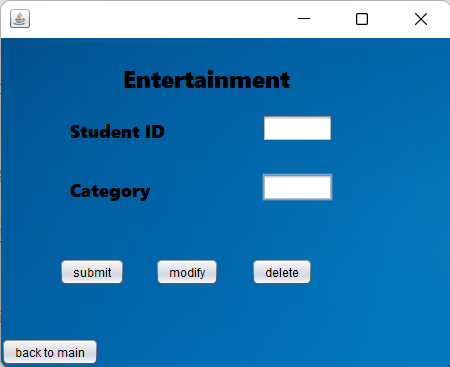 Entertainment
Student ID
Category
submit modify delete
back to main